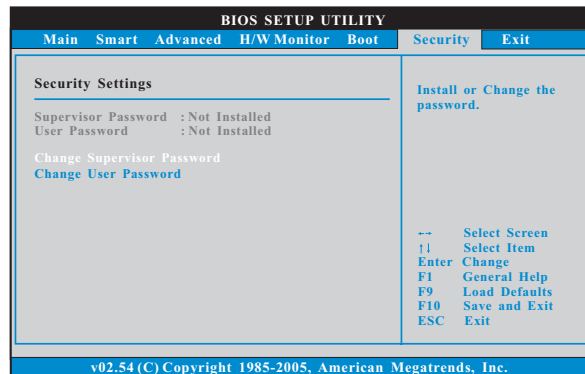 BIOS SETUP UTILITY
Main Smart Advanced H/W Monitor Boot Security Exit
Security Settings
Supervisor Password : Not Installed
User Password : Not Installed
Change Supervisor Password
Change User Password
Install or Change the
password.
←→ Select Screen
↑↓ Select Item
Enter Change
F1 General Help
F9 Load Defaults
F10 Save and Exit
ESC Exit
v02.54 (C) Copyright 1985-2005, American Megatrends, Inc.